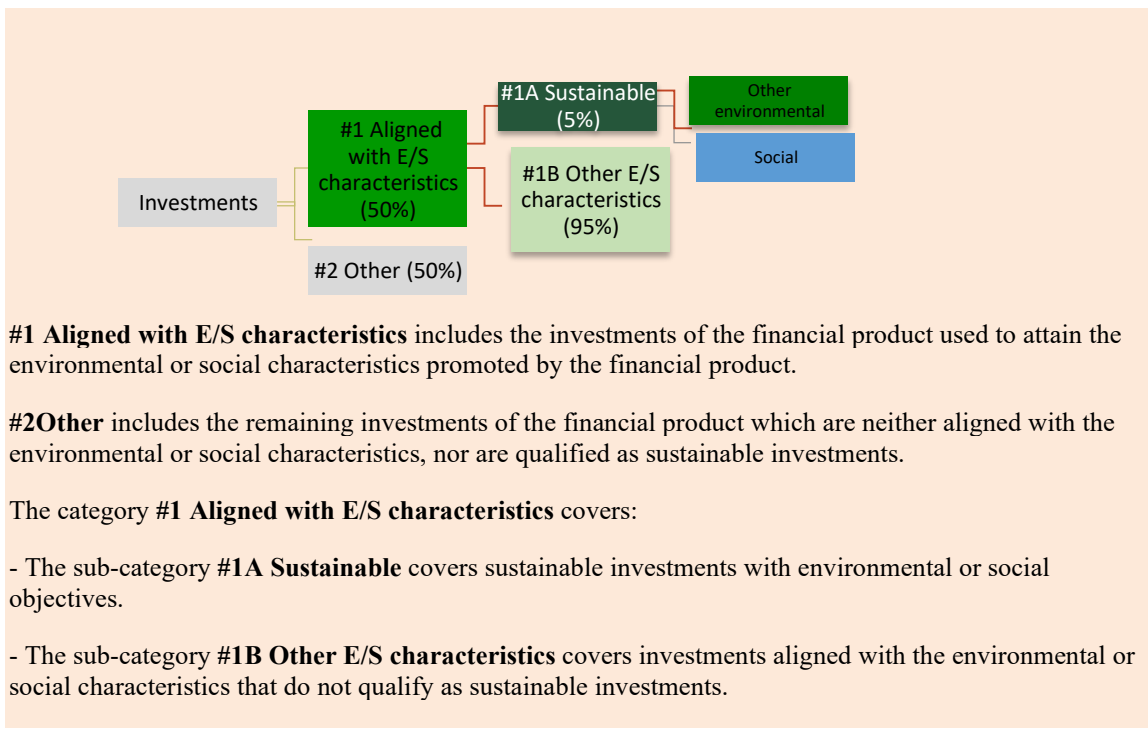 Investments
#1 Aligned
with E/S
characteristics
(50%)
#2 Other (50%)
#1A Sustainable
(5%)
#1B Other E/S
characteristics
(95%)
Other
environmental
Social
#1 Aligned with E/S characteristics includes the investments of the financial product used to attain the
environmental or social characteristics promoted by the financial product.
#2Other includes the remaining investments of the financial product which are neither aligned with the
environmental or social characteristics, nor are qualified as sustainable investments.
The category #1 Aligned with E/S characteristics covers:
- The sub-category #1A Sustainable covers sustainable investments with environmental or social
objectives.
- The sub-category #1B Other E/S characteristics covers investments aligned with the environmental or
social characteristics that do not qualify as sustainable investments.